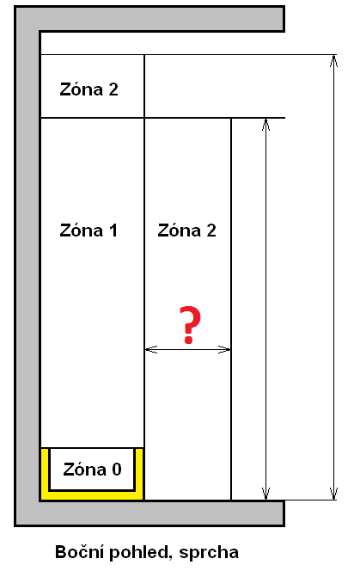 Zóna 2
Zóna 1
Zóna 2
?
Zóna 0
Boční pohled, sprcha